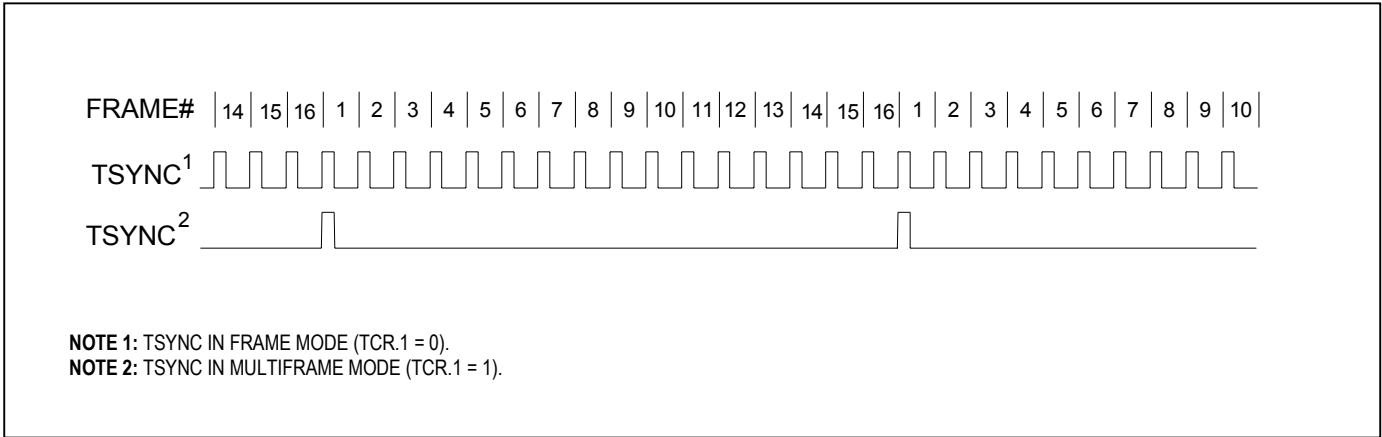 FRAME# 14 15 16 1 2 3 4 5 6 7 8 9 10 11 12 13 14 15 16 1 2 3 4 5 6 7 8 9 10
TSYNC1
TSYNC2
NOTE 1: TSYNC IN FRAME MODE (TCR.1 = 0).
NOTE 2: TSYNC IN MULTIFRAME MODE (TCR.1 = 1).